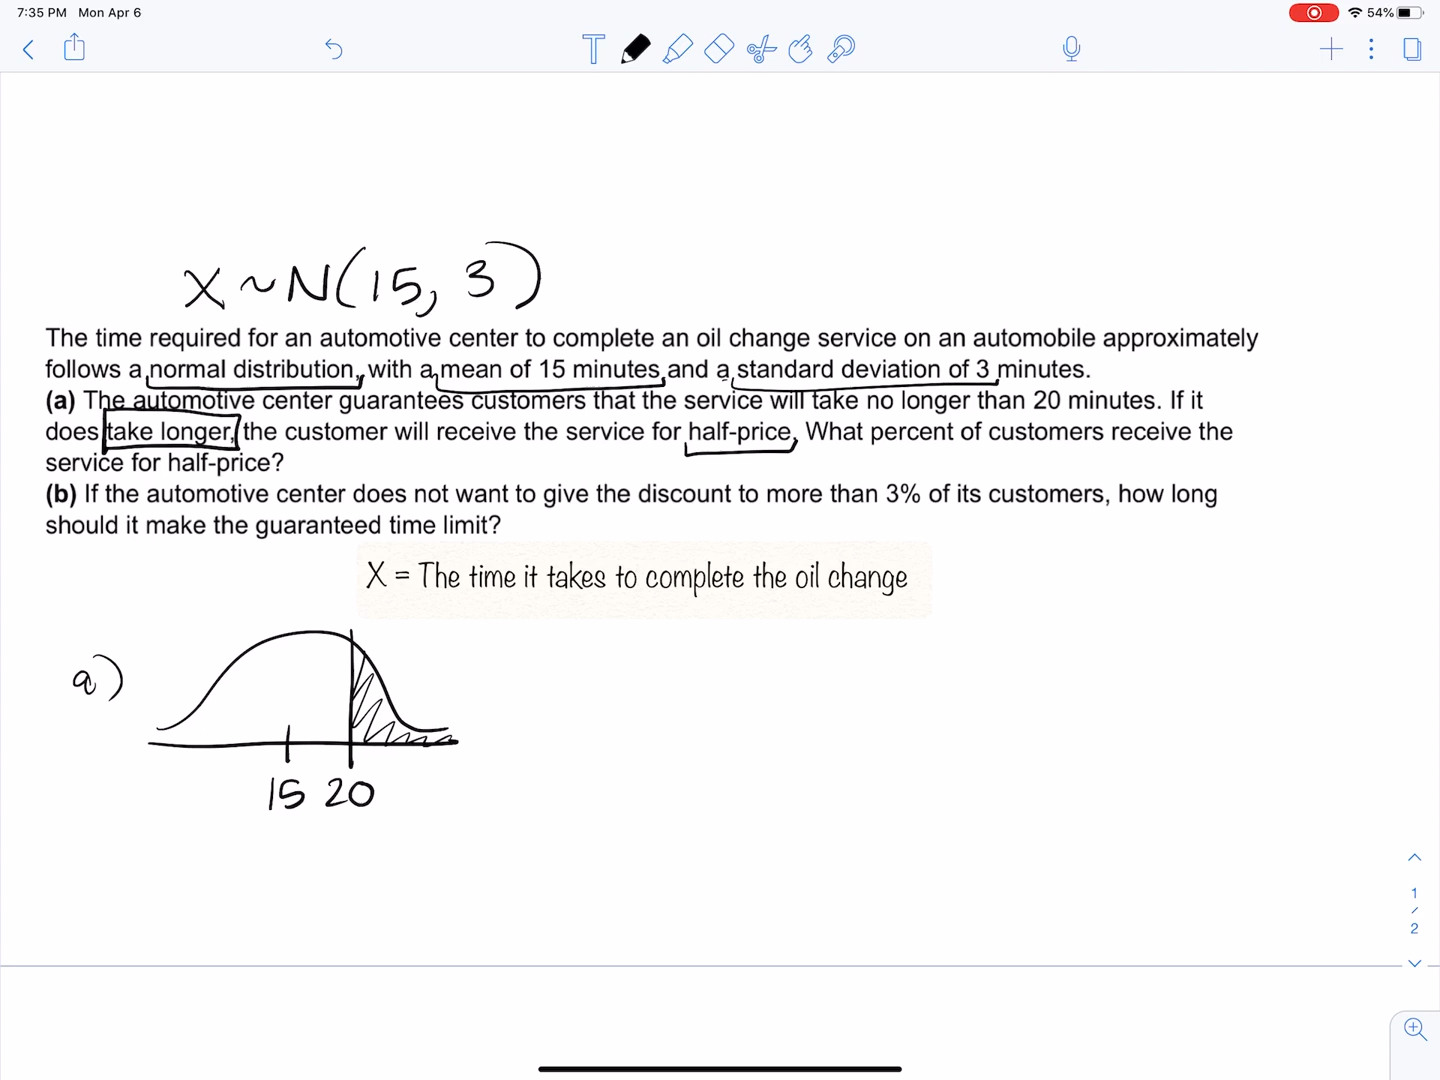 7:35 PM Mon Apr 6
54%
T
X ~ N(15, 3)
The time required for an automotive center to complete an oil change service on an automobile approximately
follows a normal distribution, with a mean of 15 minutes and a standard deviation of 3 minutes.
(a) The automotive center guarantees customers that the service will take no longer than 20 minutes. If it
does take longer, the customer will receive the service for half-price. What percent of customers receive the
service for half-price?
(b) If the automotive center does not want to give the discount to more than 3% of its customers, how long
should it make the guaranteed time limit?
X = The time it takes to complete the oil change
a)
15 20
1
/
2